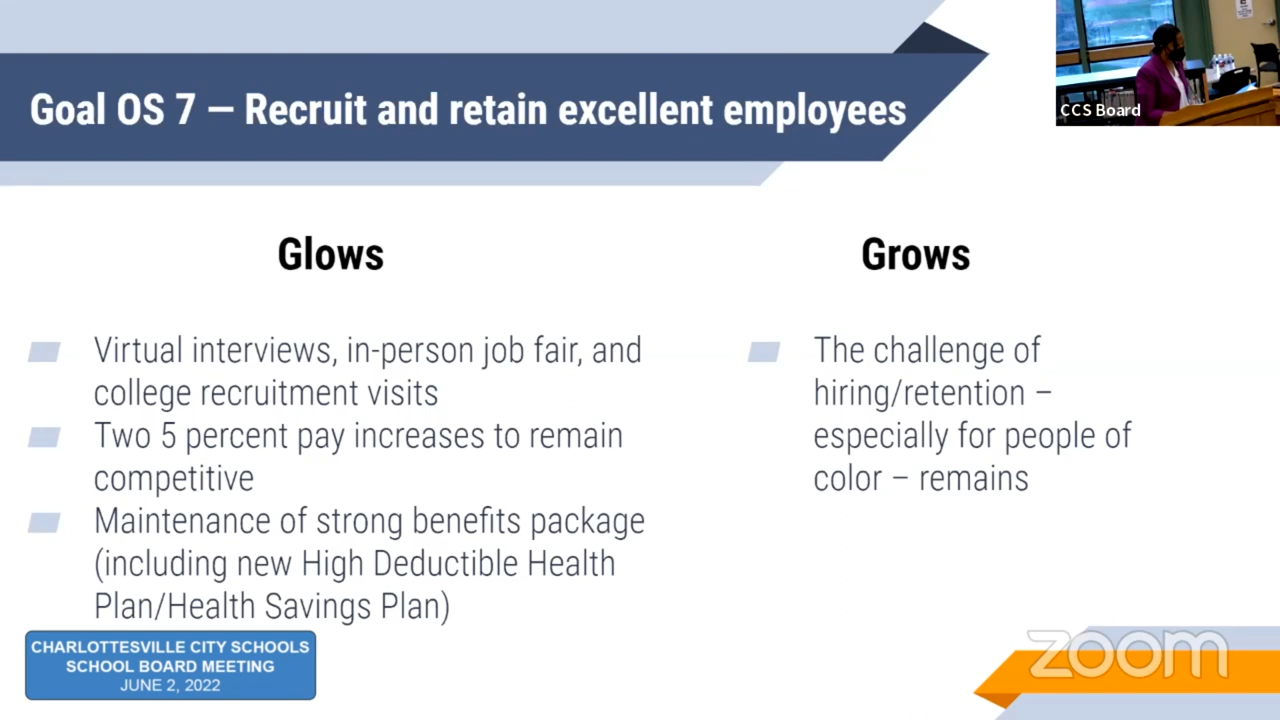 Goal OS 7 – Recruit and retain excellent employees
CCS Board
Glows
Grows
Virtual interviews, in-person job fair, and
college recruitment visits
Two 5 percent pay increases to remain
competitive
Maintenance of strong benefits package
(including new High Deductible Health
Plan/Health Savings Plan)
The challenge of
hiring/retention –
especially for people of
color – remains
CHARLOTTESVILLE CITY SCHOOLS
SCHOOL BOARD MEETING
JUNE 2, 2022
zoom